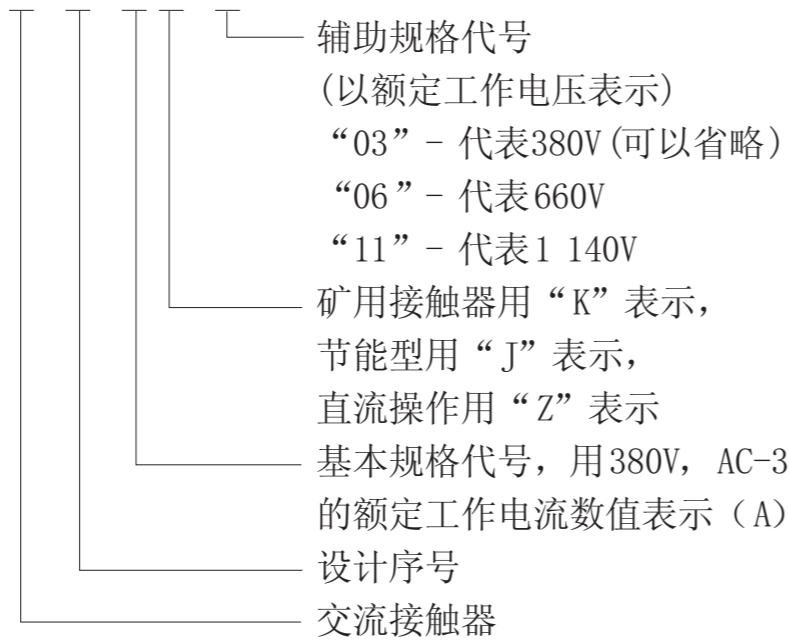 辅助规格代号
(以额定工作电压表示)
“03”- 代表380V(可以省略)
“06”- 代表660V
“11”- 代表1 140V
矿用接触器用“K”表示，
节能型用“J”表示，
直流操作用“Z”表示
基本规格代号，用380V，AC-3
的额定工作电流数值表示（A）
设计序号
交流接触器